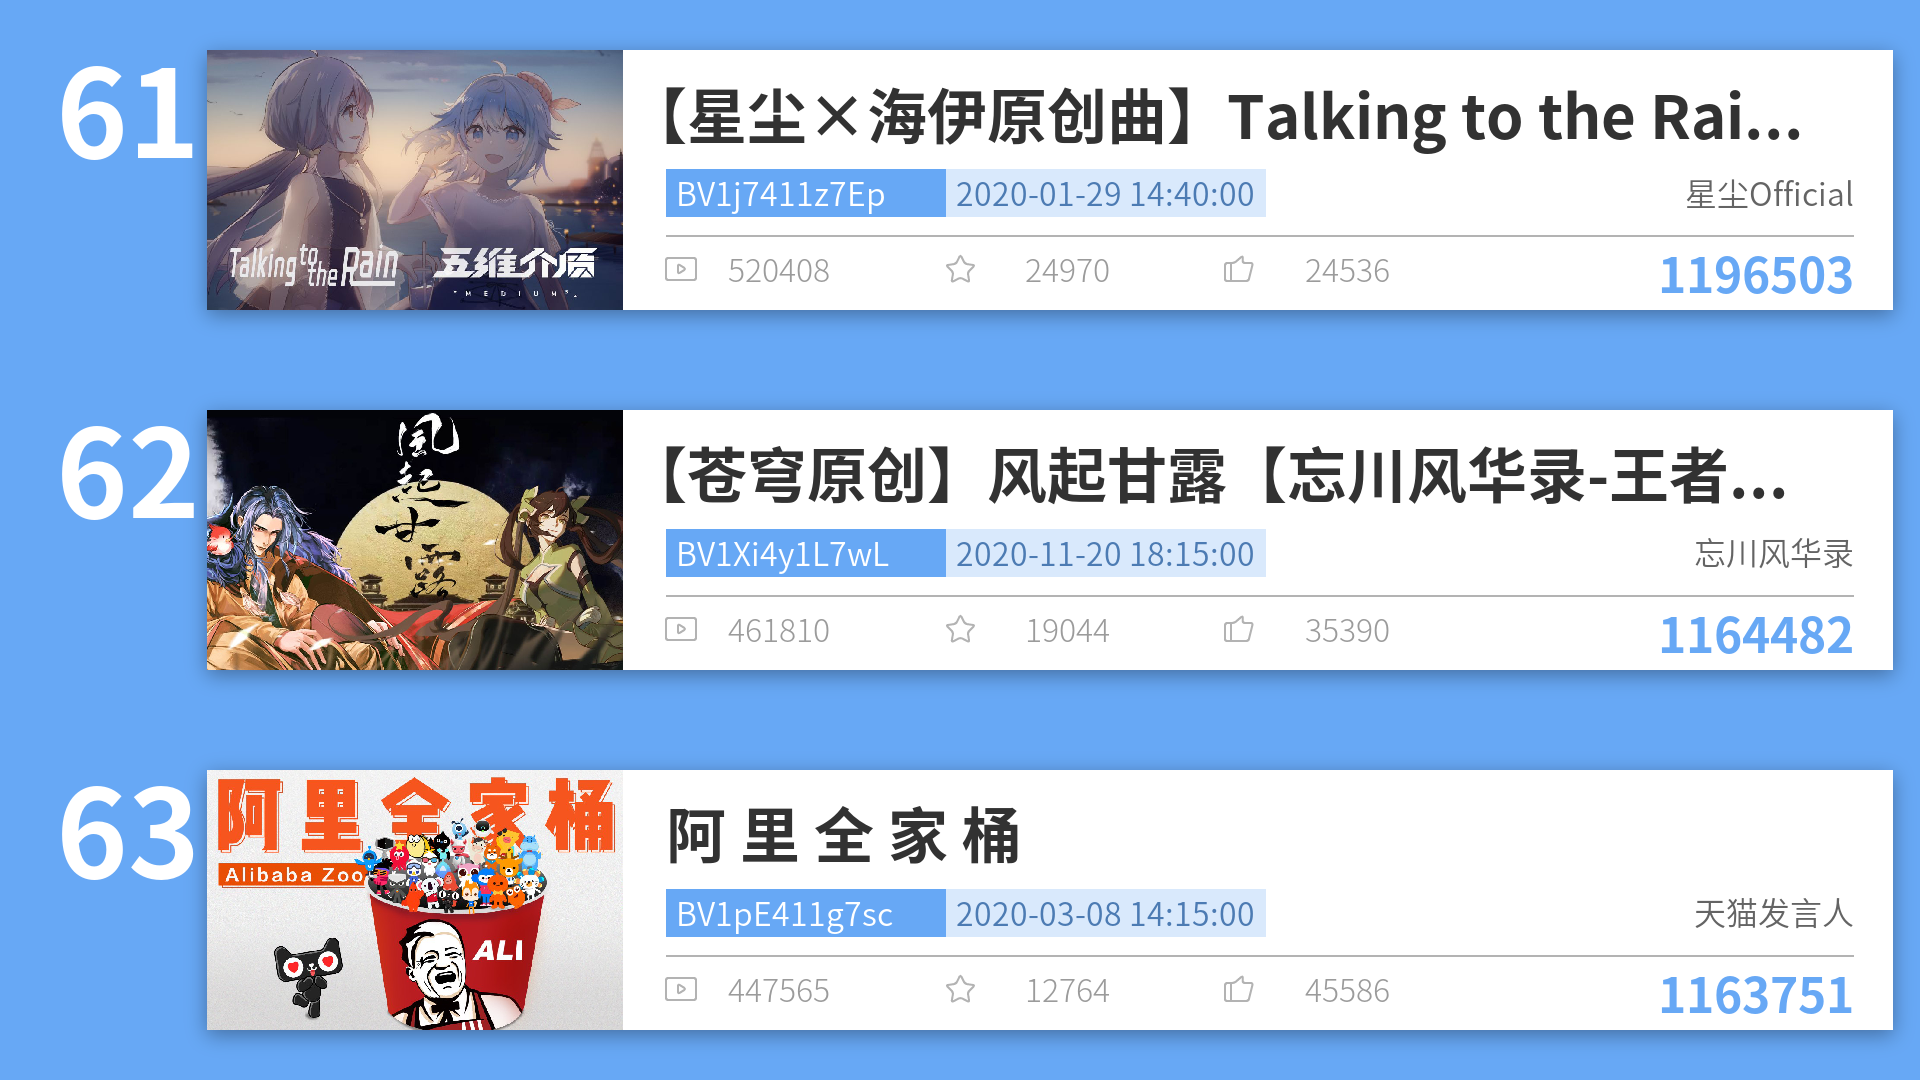 61
Talking to the Rain
五维介质
MEDIUM
【星尘×海伊原创曲】Talking to the Rai...
BV1j7411z7Ep
2020-01-29 14:40:00
星尘Official
520408
24970
24536
1196503
62
風起甘露
【苍穹原创】风起甘露【忘川风华录-王者...
BV1Xi4y1L7wL
2020-11-20 18:15:00
忘川风华录
461810
19044
35390
1164482
63
阿里全家桶
Alibaba Zoo
ALI
阿 里 全 家 桶
BV1pE411g7sc
2020-03-08 14:15:00
天猫发言人
447565
12764
45586
1163751